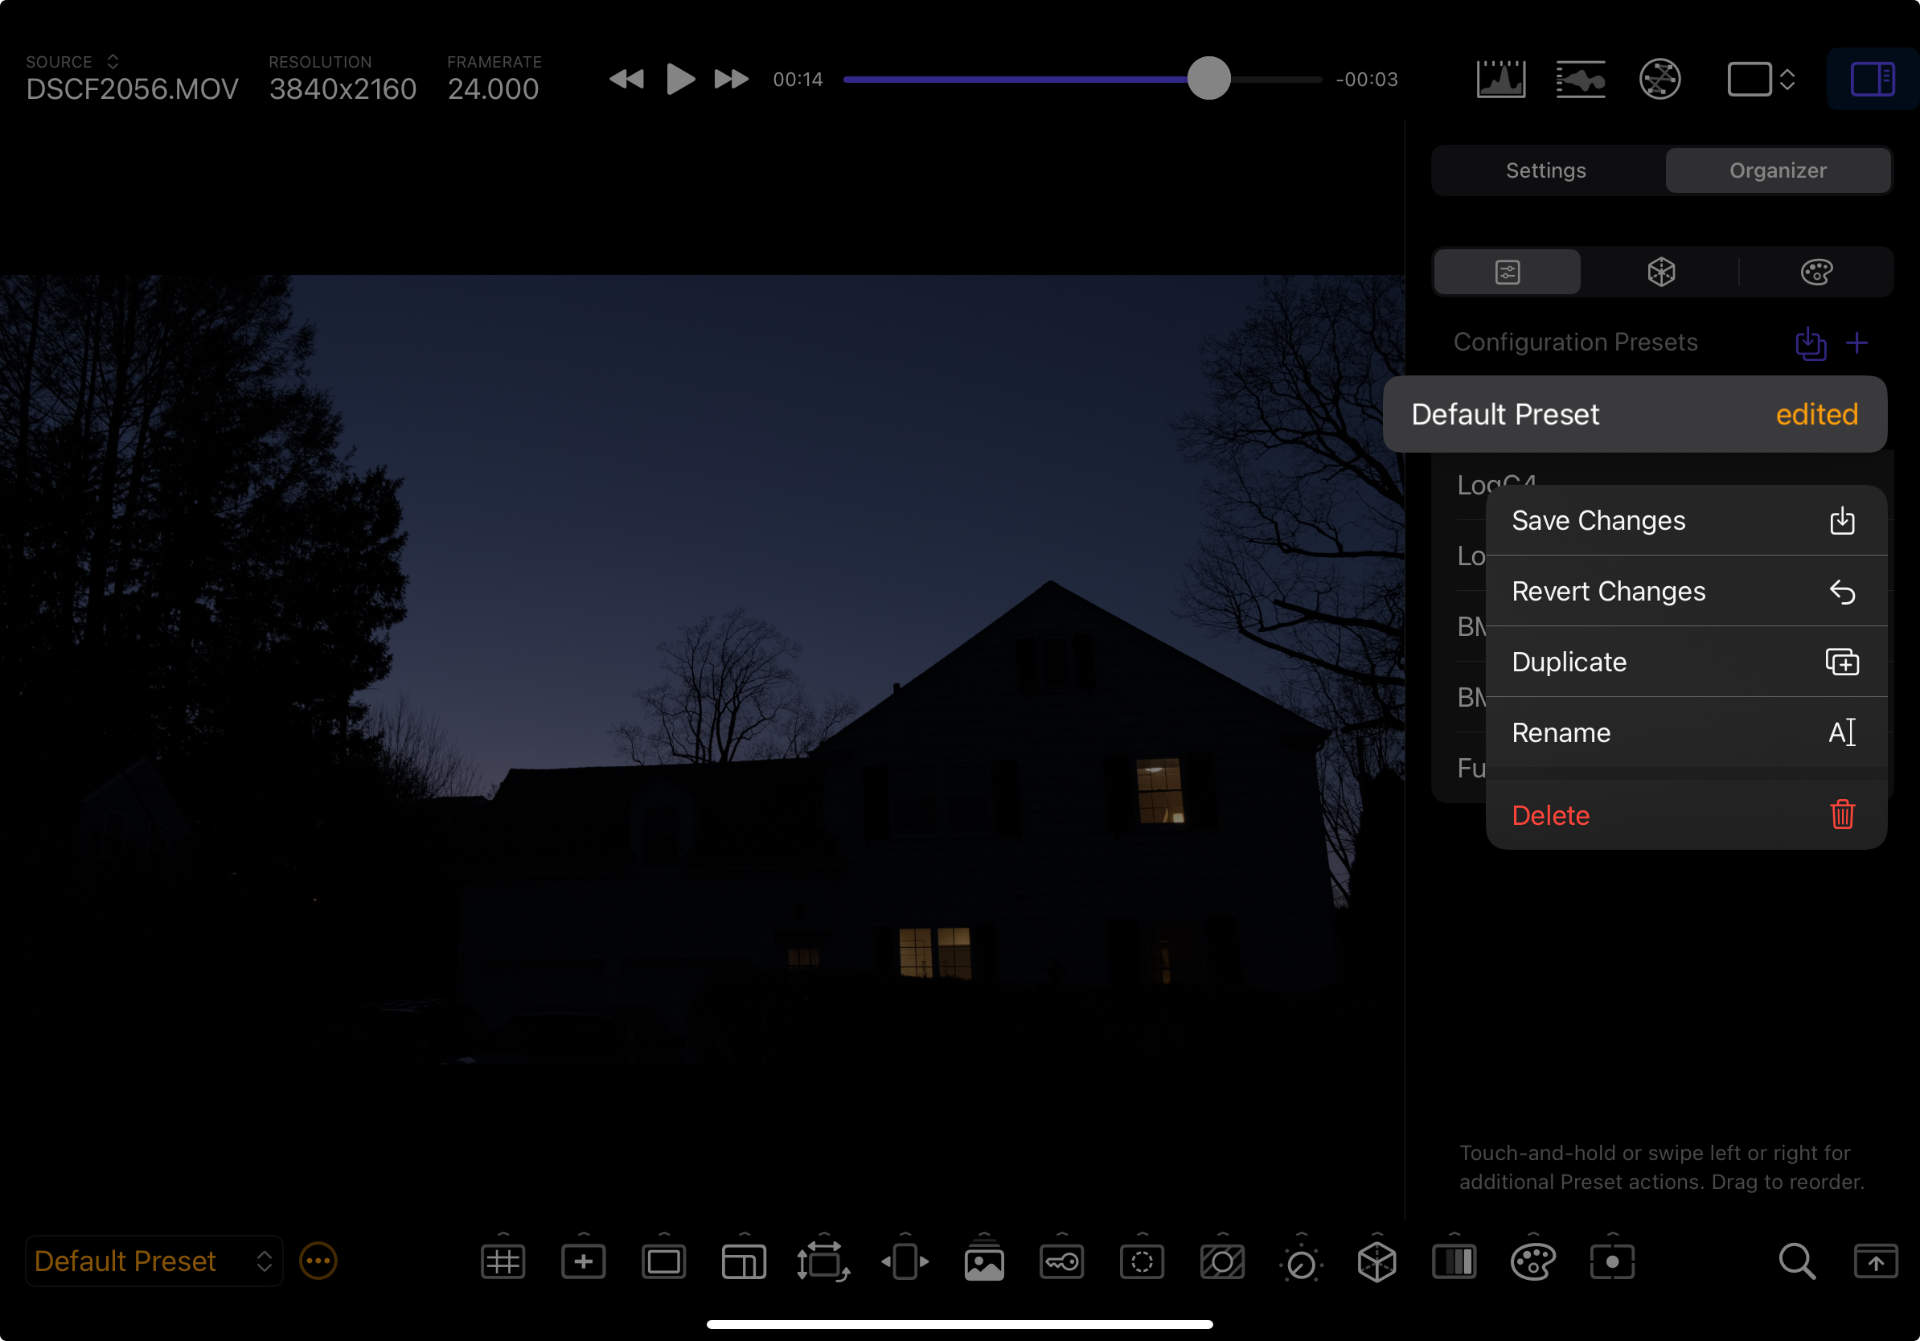 SOURCE
DSCF2056.MOV
RESOLUTION
3840x2160
FRAMERATE
24.000
00:14
-00:03
Settings
Organizer
Configuration Presets
Default Preset
edited
LogC4
Lo
Save Changes
Revert Changes
BM
Duplicate
BM
Rename
Fu
Delete
Touch-and-hold or swipe left or right for
additional Preset actions. Drag to reorder.
Default Preset